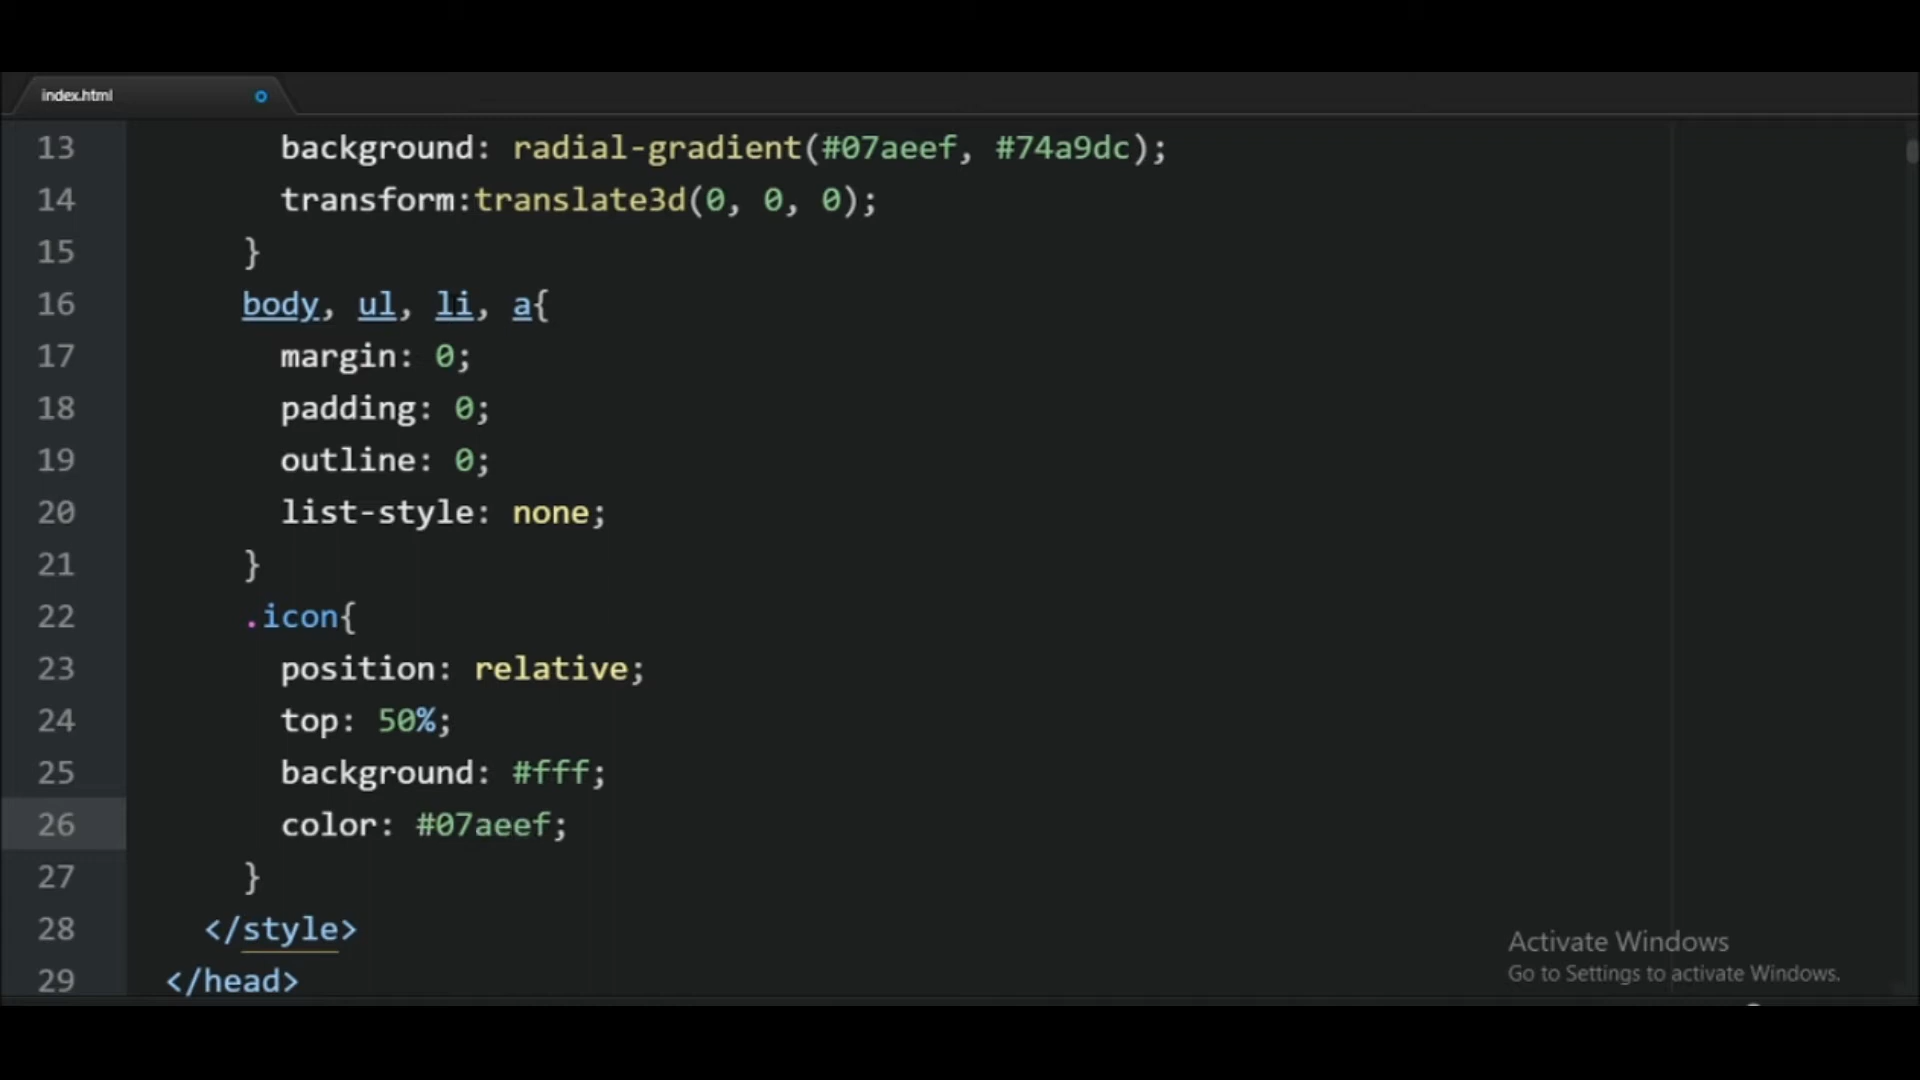 index.html
13 background: radial-gradient(#07aeef, #74a9dc);
14 transform:translate3d(0, 0, 0);
15 }
16 body, ul, li, a{
17 margin: 0;
18 padding: 0;
19 outline: 0;
20 list-style: none;
21 }
22 .icon{
23 position: relative;
24 top: 50%;
25 background: #fff;
26 color: #07aeef;
27 }
28 </style>
29 </head>
Activate Windows
Go to Settings to activate Windows.